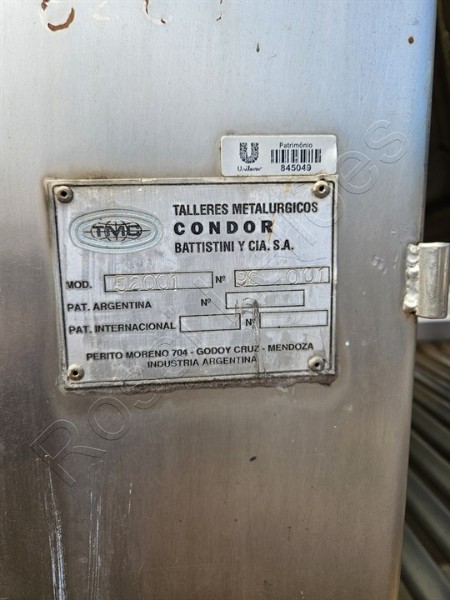 Patrimônio
Unilever
845049
TMC
TALLERES METALURGICOS
CONDOR
BATTISTINI Y CIA. S.A.
MOD. 52001 Nº
PAT. ARGENTINA Nº
PAT. INTERNACIONAL Nº
PERITO MORENO 704 - GODOY CRUZ - MENDOZA
INDUSTRIA ARGENTINA